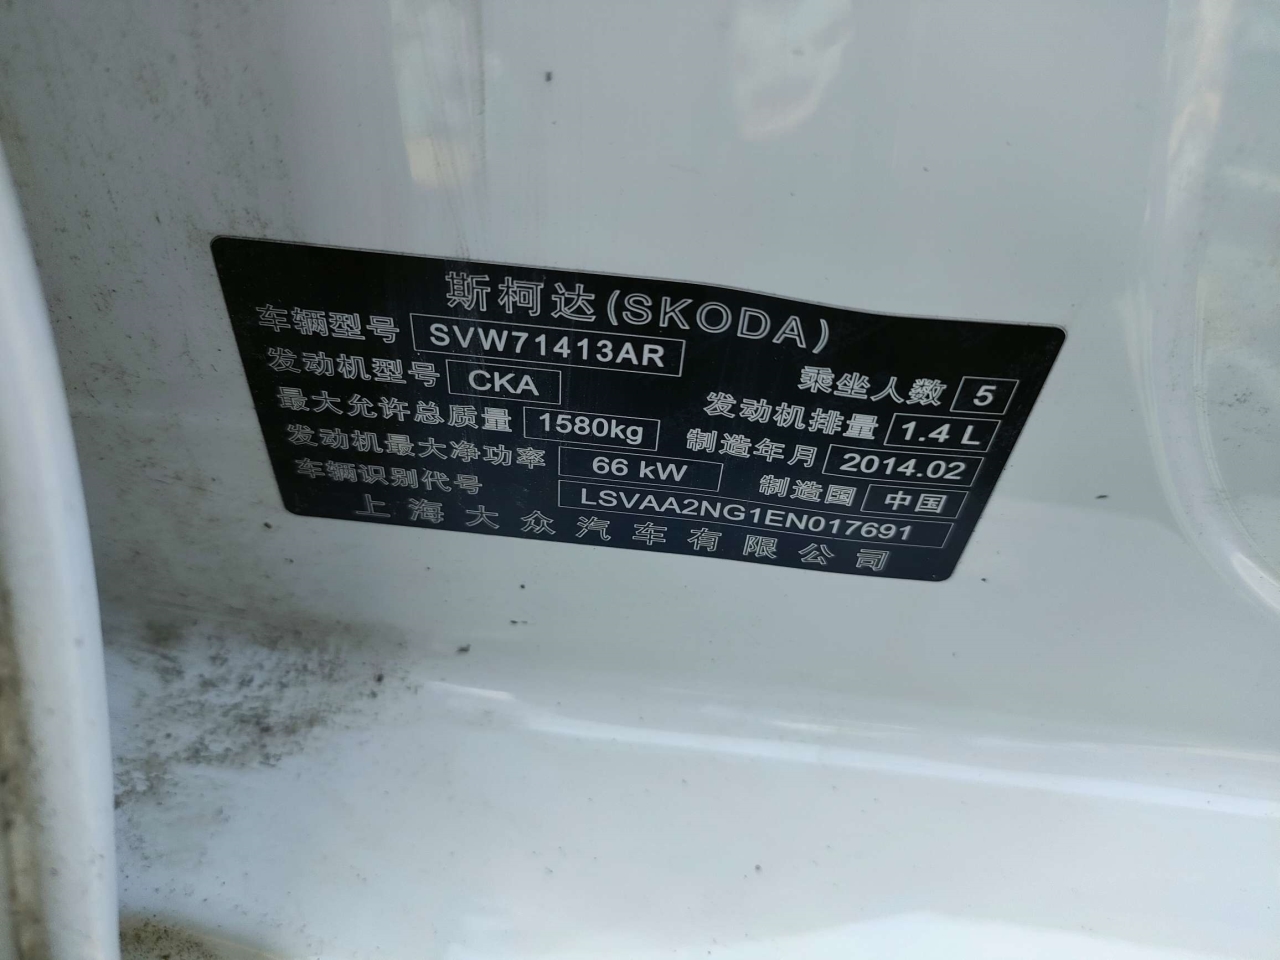 斯柯达(SKODA)
车辆型号 SVW71413AR 乘坐人数 5
发动机型号 CKA 发动机排量 1.4 L
最大允许总质量 1580kg 制造年月 2014.02
发动机最大净功率 66 kW 制造国 中国
车辆识别代号 LSVAA2NG1EN017691
上海大众汽车有限公司